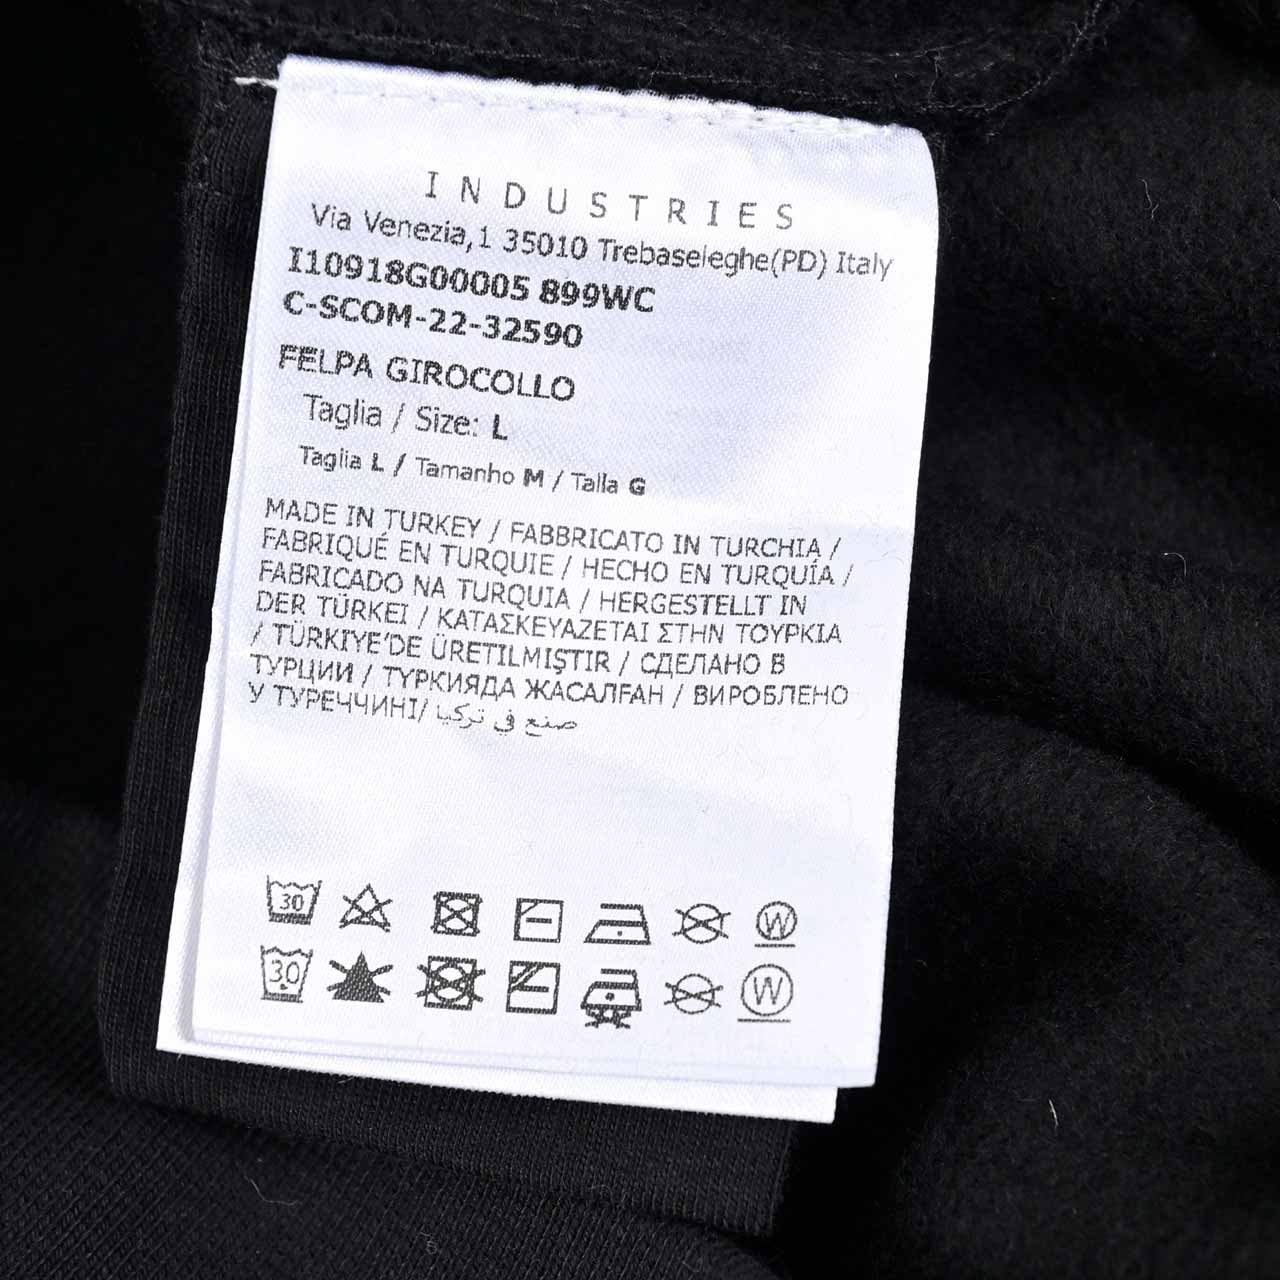 INDUSTRIES
Via Venezia,1 35010 Trebaseleghe(PD) Italy
I10918G00005 899WC
C-SCOM-22-32590
FELPA GIROCOLLO
Taglia / Size: L
Taglia L / Tamanho M / Talla G
MADE IN TURKEY / FABBRICATO IN TURCHIA /
FABRIQUÉ EN TURQUIE / HECHO EN TURQUÍA /
FABRICADO NA TURQUIA / HERGESTELLT IN
DER TÜRKEI / ΚΑΤΑΣΚΕΥΑΖΕΤΑΙ ΣΤΗΝ ΤΟΥΡΚΙΑ
/ TÜRKIYE'DE ÜRETILMIŞTIR / СДЕЛАНО В
ТУРЦИИ / ТҮРКИЯДА ЖАСАЛҒАН / ВИРОБЛЕНО
У ТУРЕЧЧИНІ/ صنع في تركيا
30 W
30 W